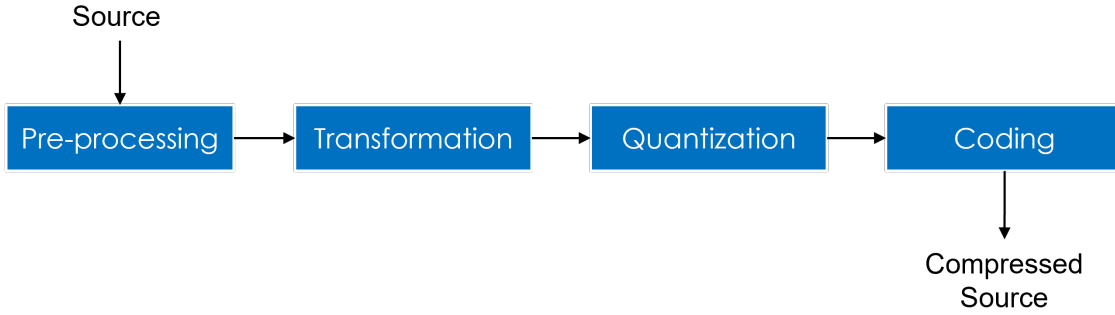 Source
Pre-processing
Transformation
Quantization
Coding
Compressed
Source